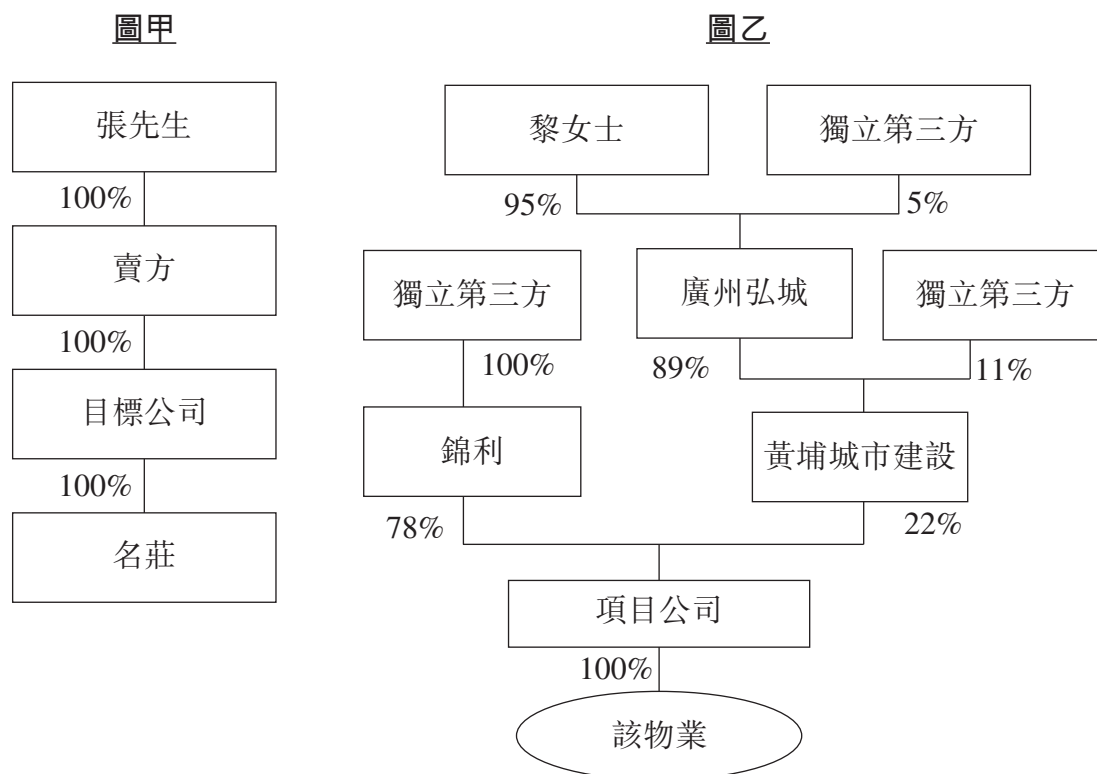 圖甲
圖乙
張先生
100%
賣方
100%
目標公司
100%
名莊
黎女士
獨立第三方
95%
5%
獨立第三方
廣州弘城
獨立第三方
100%
89%
11%
錦利
黃埔城市建設
78%
22%
項目公司
100%
該物業